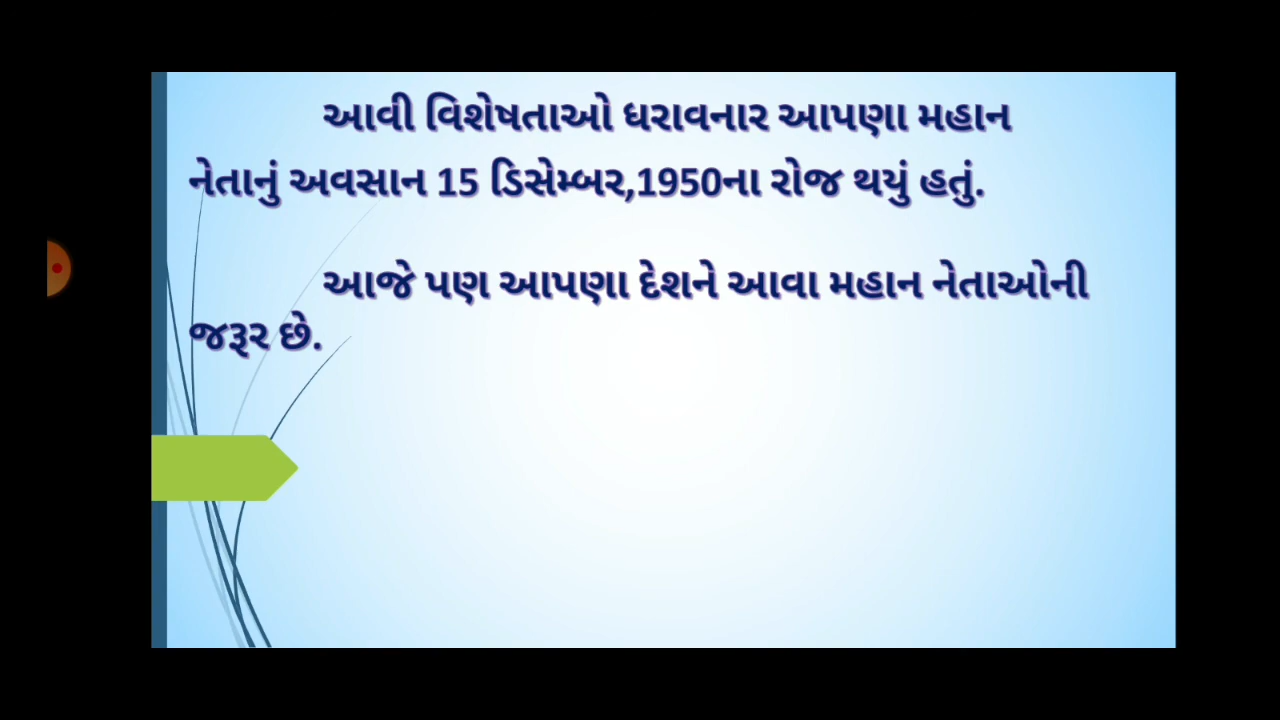 આવી વિશેષતાઓ ધરાવનાર આપણા મહાન
નેતાનું અવસાન 15 ડિસેમ્બર,1950ના રોજ થયું હતું.
આજે પણ આપણા દેશને આવા મહાન નેતાઓની
જરૂર છે.